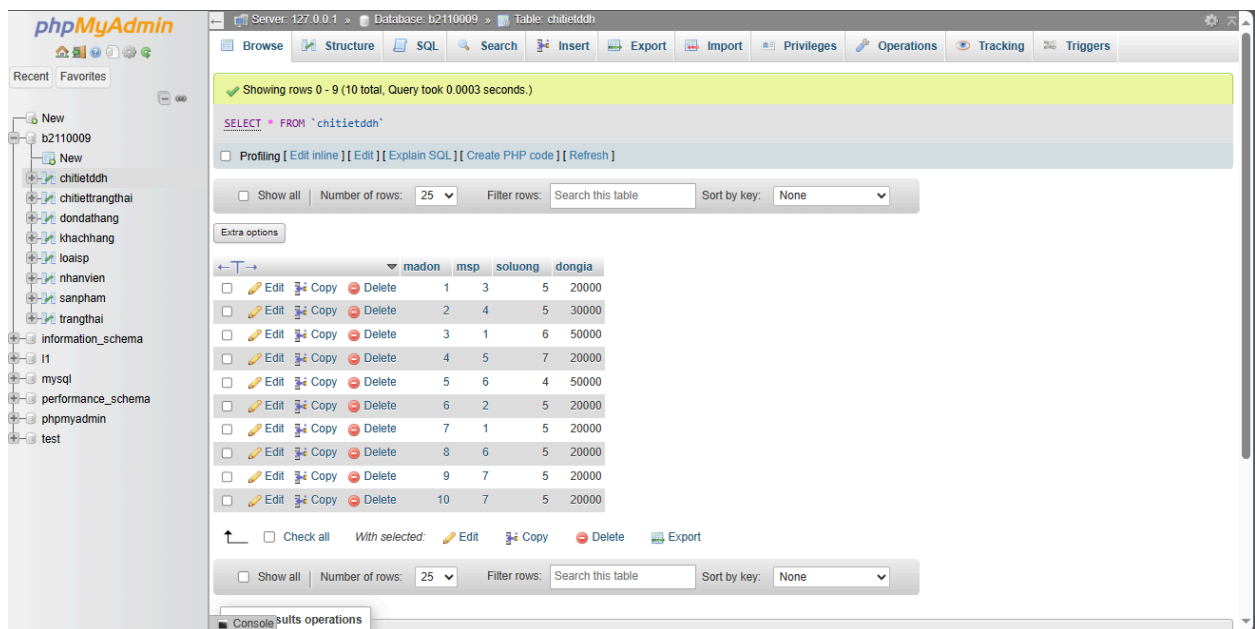 phpMyAdmin
Recent Favorites
New
b2110009
New
chitietddh
chitiettrangthai
dondathang
khachhang
loaisp
nhanvien
sanpham
trangthai
information_schema
l1
mysql
performance_schema
phpmyadmin
test
Server: 127.0.0.1 » Database: b2110009 » Table: chitietddh
Browse Structure SQL Search Insert Export Import Privileges Operations Tracking Triggers
Showing rows 0 - 9 (10 total, Query took 0.0003 seconds.)
SELECT * FROM `chitietddh`
Profiling [ Edit inline ] [ Edit ] [ Explain SQL ] [ Create PHP code ] [ Refresh ]
Show all | Number of rows: 25 Filter rows: Search this table Sort by key: None
Extra options
←T→ madon msp soluong dongia
Edit Copy Delete 1 3 5 20000
Edit Copy Delete 2 4 5 30000
Edit Copy Delete 3 1 6 50000
Edit Copy Delete 4 5 7 20000
Edit Copy Delete 5 6 4 50000
Edit Copy Delete 6 2 5 20000
Edit Copy Delete 7 1 5 20000
Edit Copy Delete 8 6 5 20000
Edit Copy Delete 9 7 5 20000
Edit Copy Delete 10 7 5 20000
Check all With selected: Edit Copy Delete Export
Show all | Number of rows: 25 Filter rows: Search this table Sort by key: None
sults operations
Console